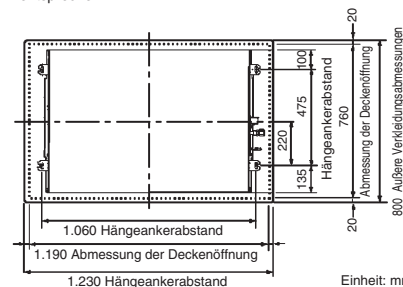 20
100
475
Hängeankerabstand
220
135
760
Abmessung der Deckenöffnung
800 Äußere Verkleidungsabmessungen
20
1.060 Hängeankerabstand
1.190 Abmessung der Deckenöffnung
1.230 Hängeankerabstand